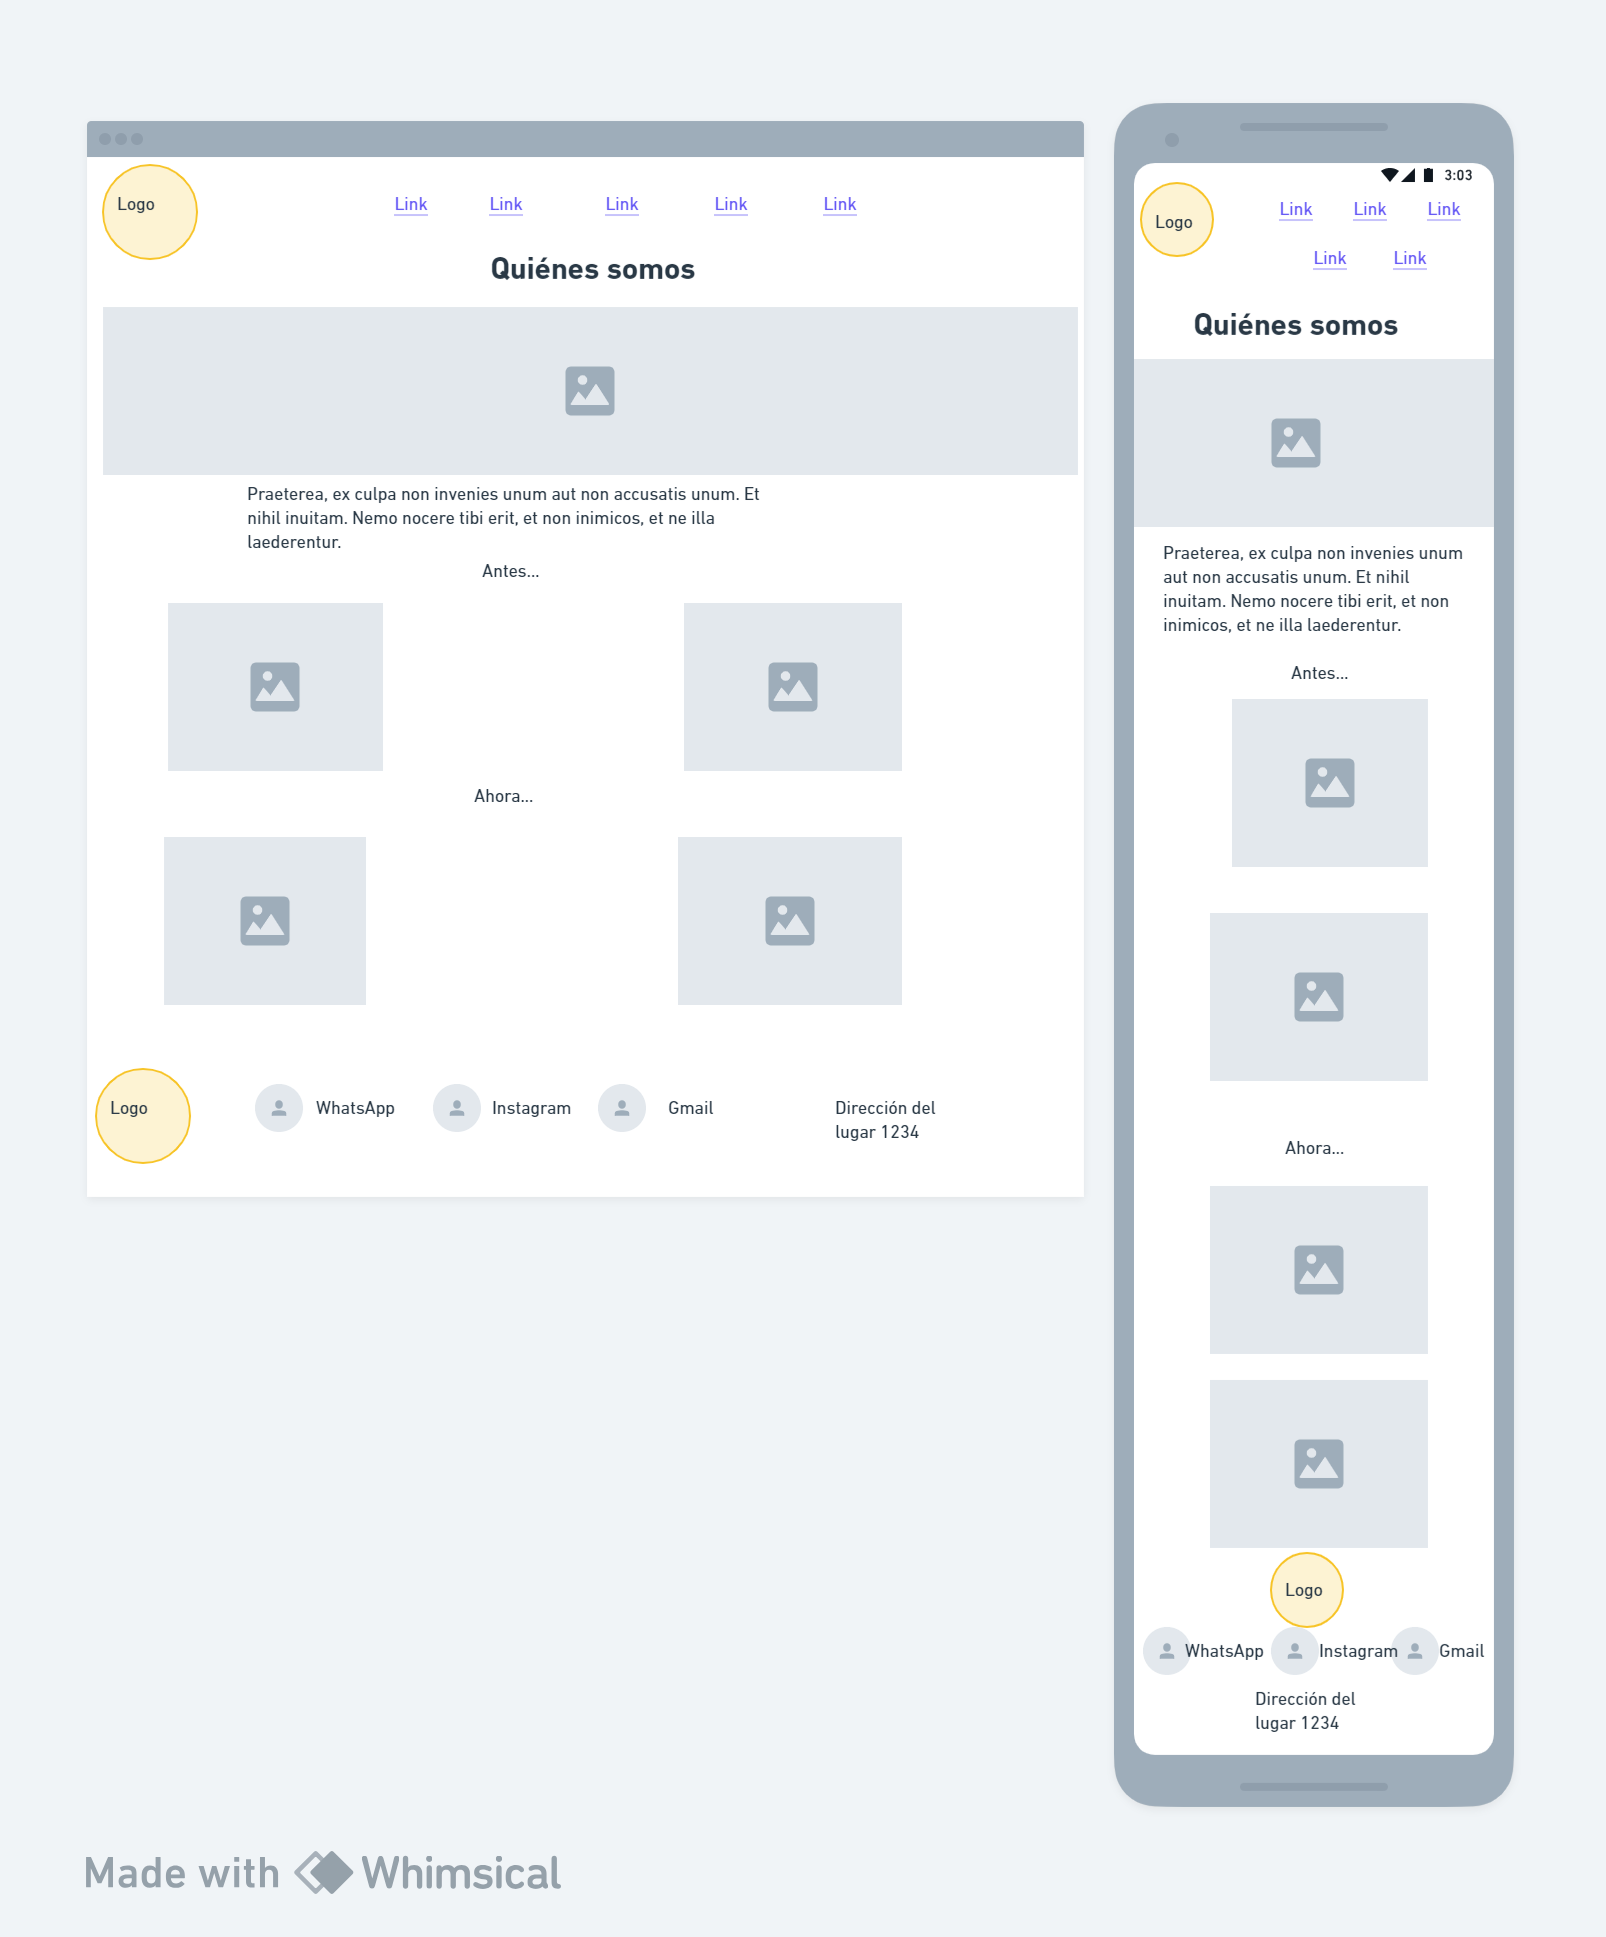 Logo
Link Link Link Link Link
Quiénes somos
Praeterea, ex culpa non invenies unum aut non accusatis unum. Et
nihil inuitam. Nemo nocere tibi erit, et non inimicos, et ne illa
laederentur.
Antes...
Ahora...
Logo
WhatsApp Instagram Gmail
Dirección del
lugar 1234
3:03
Logo
Link Link Link
Link Link
Quiénes somos
Praeterea, ex culpa non invenies unum
aut non accusatis unum. Et nihil
inuitam. Nemo nocere tibi erit, et non
inimicos, et ne illa laederentur.
Antes...
Ahora...
Logo
WhatsApp Instagram Gmail
Dirección del
lugar 1234
Made with Whimsical